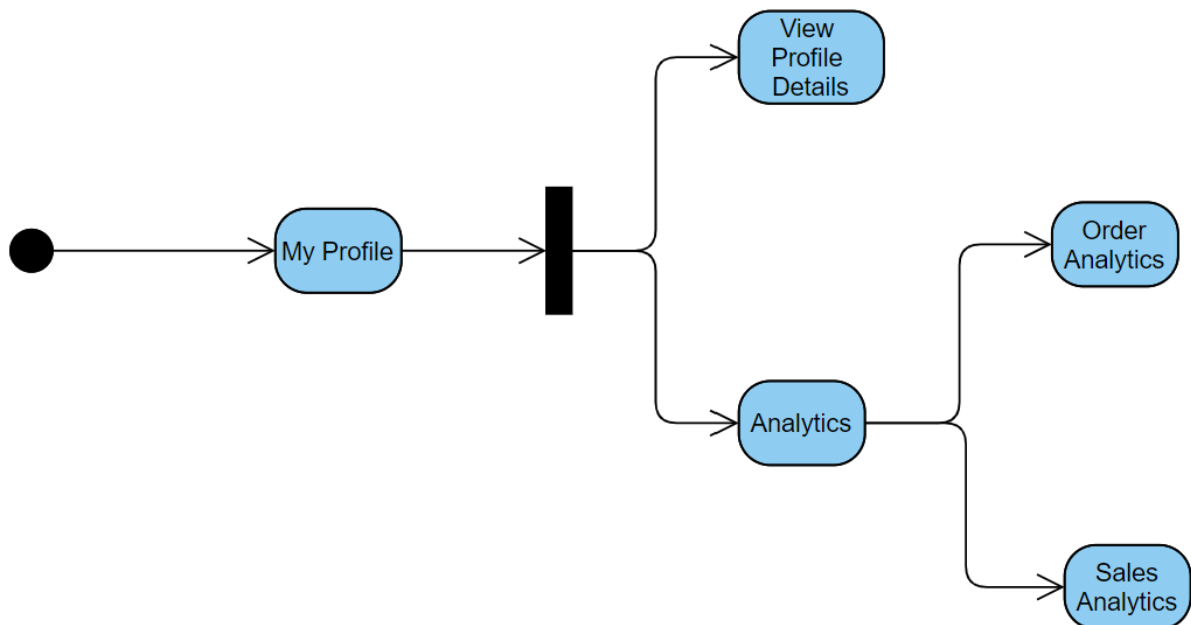 View
Profile
Details
My Profile
Order
Analytics
Analytics
Sales
Analytics